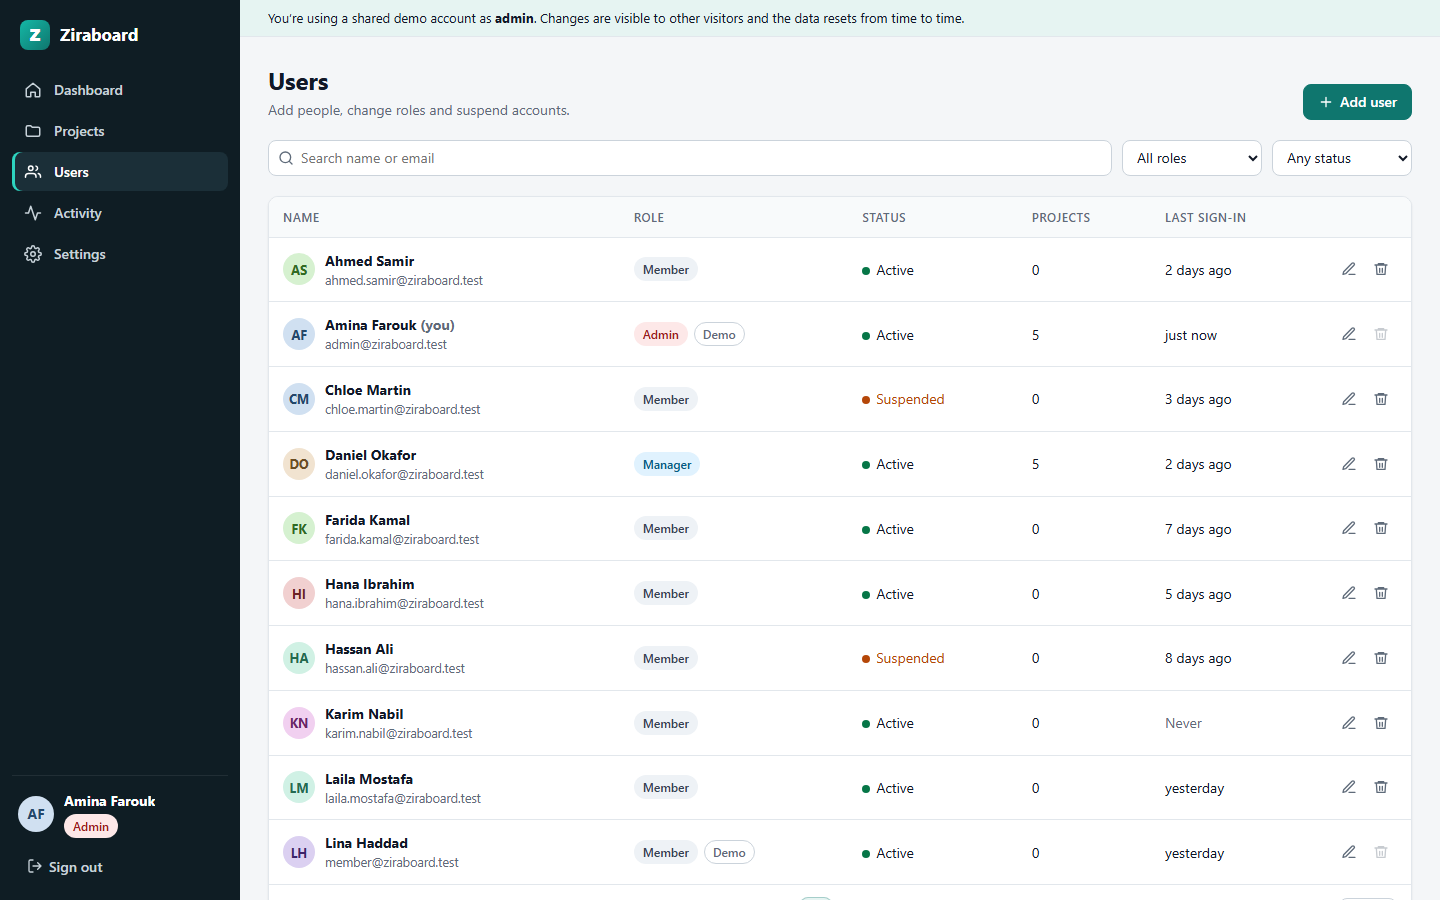 Z Ziraboard
You're using a shared demo account as admin. Changes are visible to other visitors and the data resets from time to time.
Dashboard
Projects
Users
Activity
Settings
Users
Add people, change roles and suspend accounts.
+ Add user
Search name or email
All roles
Any status
NAME ROLE STATUS PROJECTS LAST SIGN-IN
AS Ahmed Samir Member Active 0 2 days ago
ahmed.samir@ziraboard.test
AF Amina Farouk (you) Admin Demo Active 5 just now
admin@ziraboard.test
CM Chloe Martin Member Suspended 0 3 days ago
chloe.martin@ziraboard.test
DO Daniel Okafor Manager Active 5 2 days ago
daniel.okafor@ziraboard.test
FK Farida Kamal Member Active 0 7 days ago
farida.kamal@ziraboard.test
HI Hana Ibrahim Member Active 0 5 days ago
hana.ibrahim@ziraboard.test
HA Hassan Ali Member Suspended 0 8 days ago
hassan.ali@ziraboard.test
KN Karim Nabil Member Active 0 Never
karim.nabil@ziraboard.test
LM Laila Mostafa Member Active 0 yesterday
laila.mostafa@ziraboard.test
LH Lina Haddad Member Demo Active 0 yesterday
member@ziraboard.test
AF Amina Farouk
Admin
Sign out